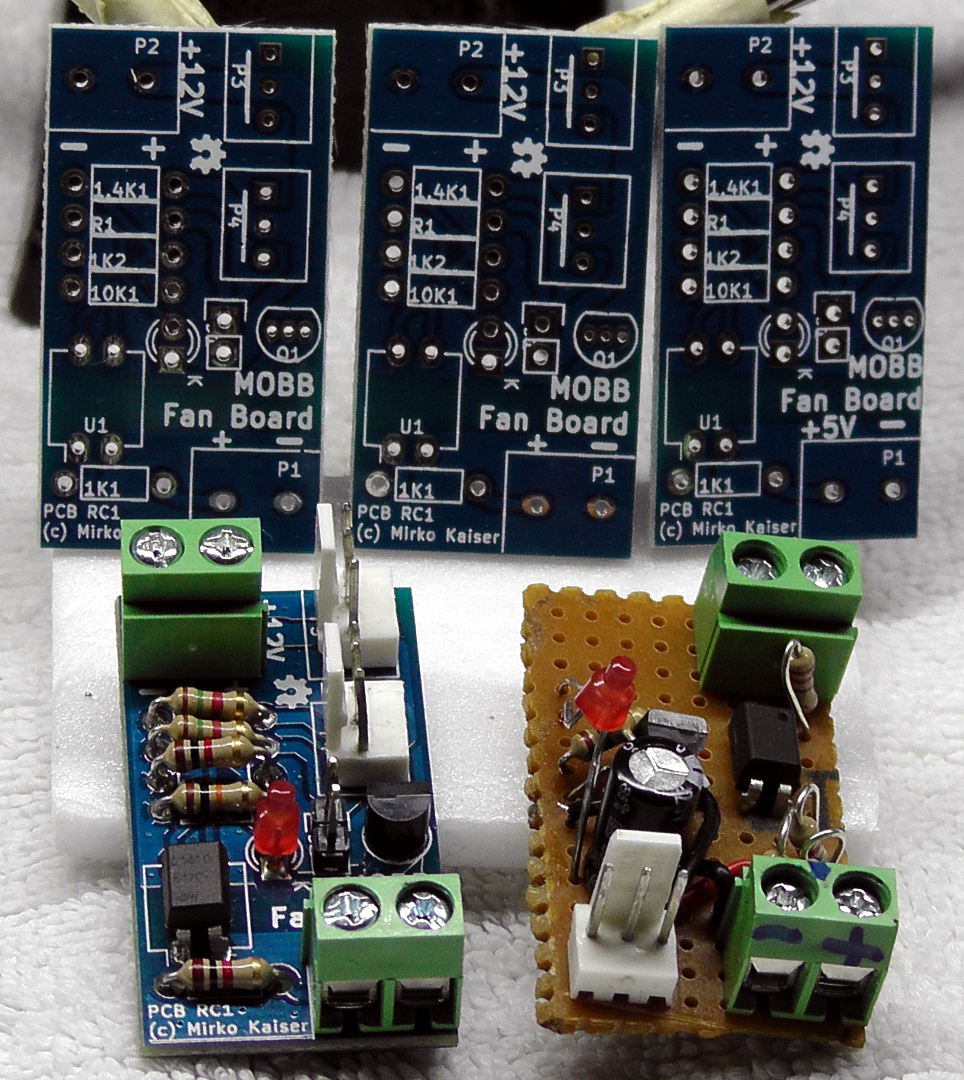 P2
+12V
P3
- +
1.4K1
R1
1K2
10K1
P4
Q1
K
MOBB
Fan Board
U1
+ -
1K1
P1
PCB RC1
(c) Mirko
P2
+12V
P3
- +
1.4K1
R1
1K2
10K1
P4
Q1
K
MOBB
Fan Board
U1
+ -
1K1
P1
PCB RC1
(c) Mirko Kaiser
P2
+12V
P3
- +
1.4K1
R1
1K2
10K1
P4
Q1
K
MOBB
Fan Board
+5V -
U1
1K1
P1
PCB RC1
(c) Mirko Kaiser
+12V
Fa
PCB RC1
(c) Mirko Kaiser
- +